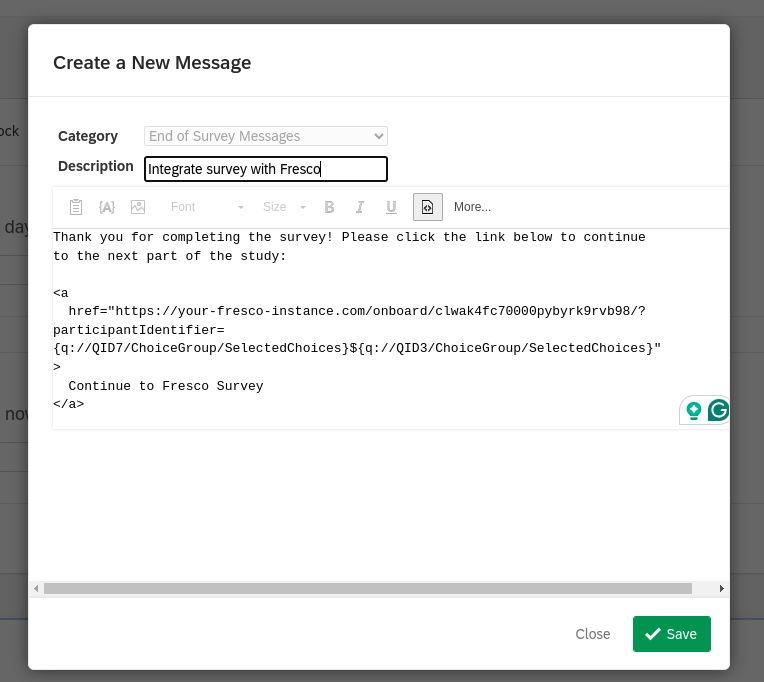 Create a New Message
ock
Category End of Survey Messages
Description Integrate survey with Fresco
{A} Font Size B I U More...
day
Thank you for completing the survey! Please click the link below to continue
to the next part of the study:
<a
href="https://your-fresco-instance.com/onboard/clwak4fc70000pybyrk9rvb98/?
participantIdentifier=
{q://QID7/ChoiceGroup/SelectedChoices}${q://QID3/ChoiceGroup/SelectedChoices}"
>
Continue to Fresco Survey
</a>
now
Close Save